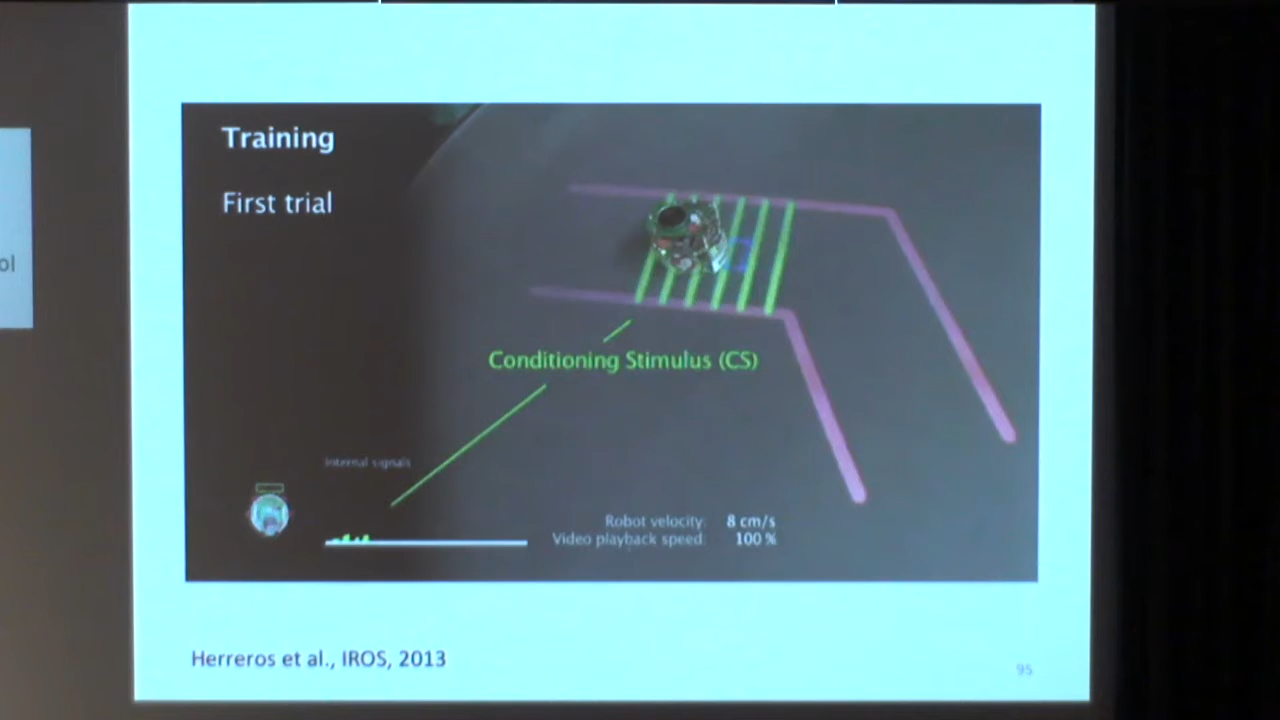 Training
First trial
ol
Conditioning Stimulus (CS)
Internal signals
Robot velocity: 8 cm/s
Video playback speed: 100 %
Herreros et al., IROS, 2013
95